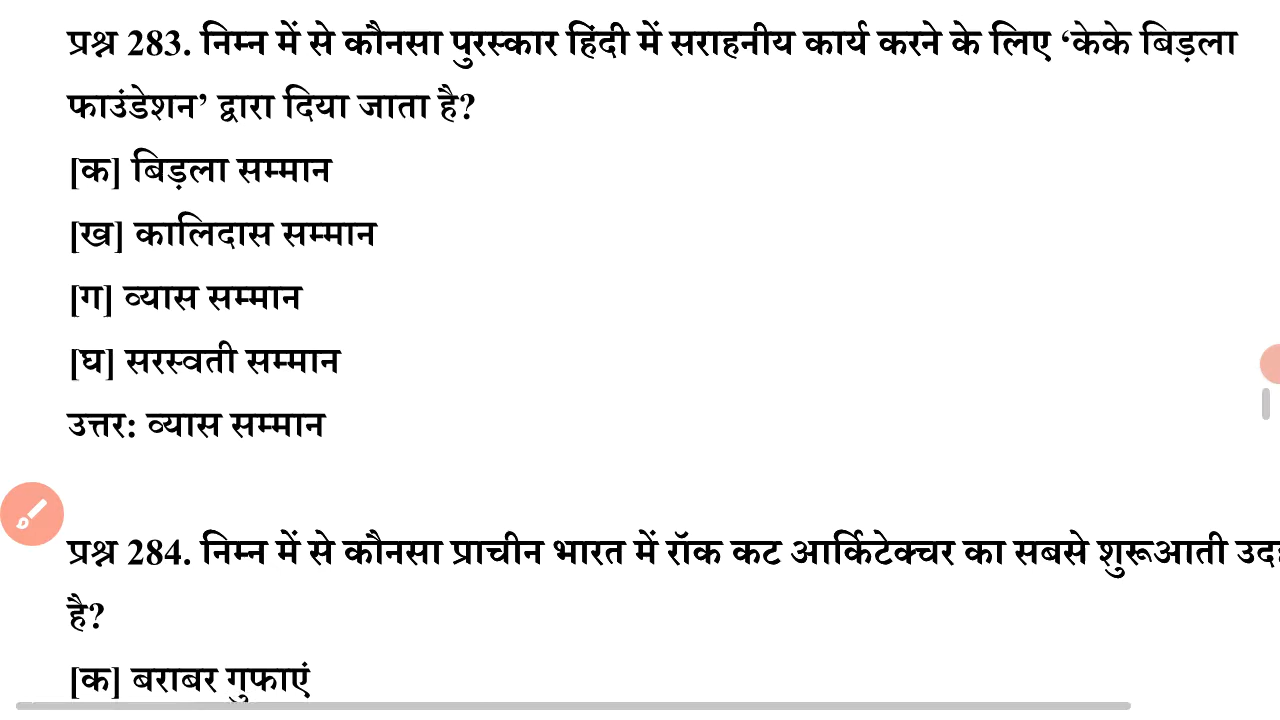 प्रश्न 283. निम्न में से कौनसा पुरस्कार हिंदी में सराहनीय कार्य करने के लिए ‘केके बिड़ला
फाउंडेशन’ द्वारा दिया जाता है?
[क] बिड़ला सम्मान
[ख] कालिदास सम्मान
[ग] व्यास सम्मान
[घ] सरस्वती सम्मान
उत्तर: व्यास सम्मान
प्रश्न 284. निम्न में से कौनसा प्राचीन भारत में रॉक कट आर्किटेक्चर का सबसे शुरूआती
है?
[क] बराबर गुफाएं